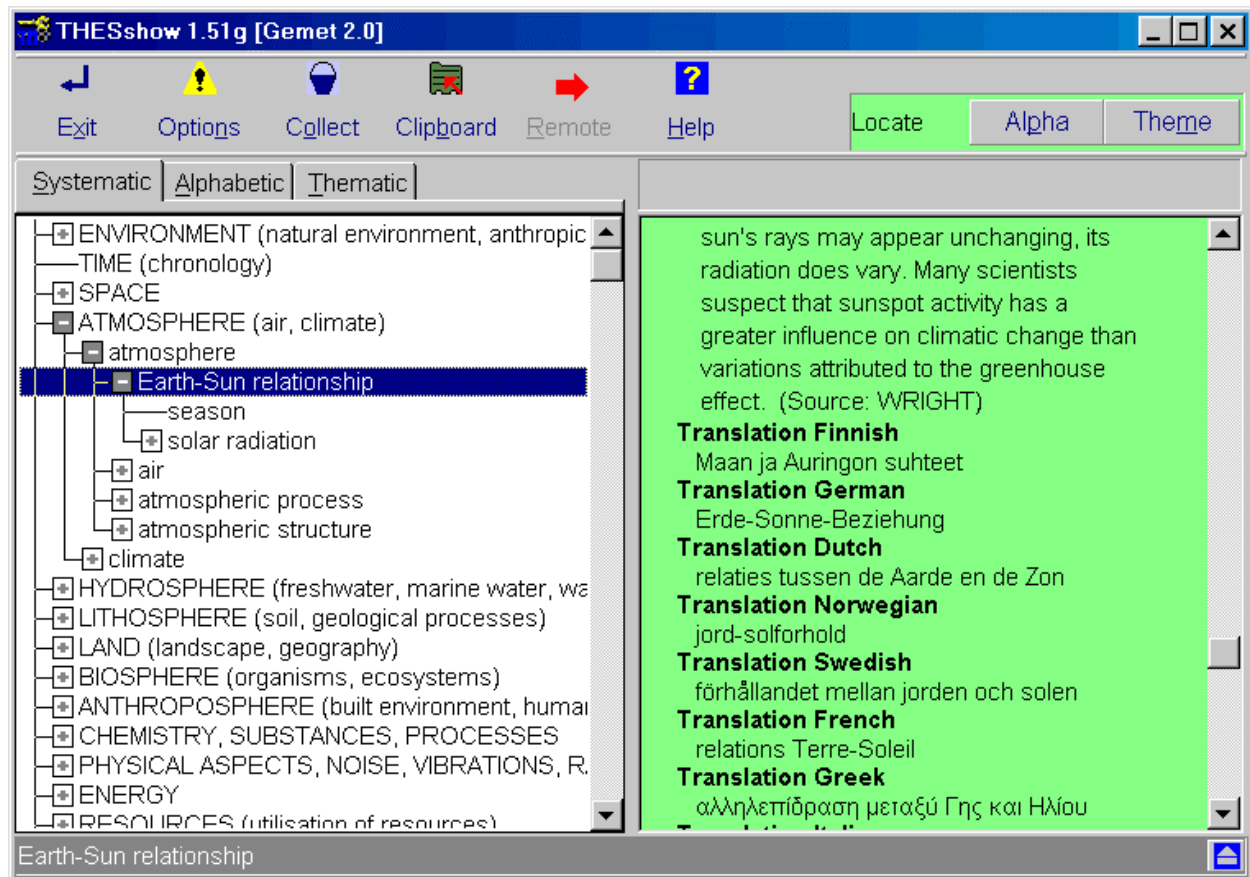 THESshow 1.51g [Gemet 2.0]
Exit Options Collect Clipboard Remote Help
Locate Alpha Theme
Systematic Alphabetic Thematic
ENVIRONMENT (natural environment, anthropic
TIME (chronology)
SPACE
ATMOSPHERE (air, climate)
atmosphere
Earth-Sun relationship
season
solar radiation
air
atmospheric process
atmospheric structure
climate
HYDROSPHERE (freshwater, marine water, wa
LITHOSPHERE (soil, geological processes)
LAND (landscape, geography)
BIOSPHERE (organisms, ecosystems)
ANTHROPOSPHERE (built environment, human
CHEMISTRY, SUBSTANCES, PROCESSES
PHYSICAL ASPECTS, NOISE, VIBRATIONS, R.
ENERGY
RESOURCES (utilisation of resources)
sun's rays may appear unchanging, its
radiation does vary. Many scientists
suspect that sunspot activity has a
greater influence on climatic change than
variations attributed to the greenhouse
effect. (Source: WRIGHT)
Translation Finnish
Maan ja Auringon suhteet
Translation German
Erde-Sonne-Beziehung
Translation Dutch
relaties tussen de Aarde en de Zon
Translation Norwegian
jord-solforhold
Translation Swedish
förhållandet mellan jorden och solen
Translation French
relations Terre-Soleil
Translation Greek
αλληλεπίδραση μεταξύ Γης και Ηλίου
Earth-Sun relationship